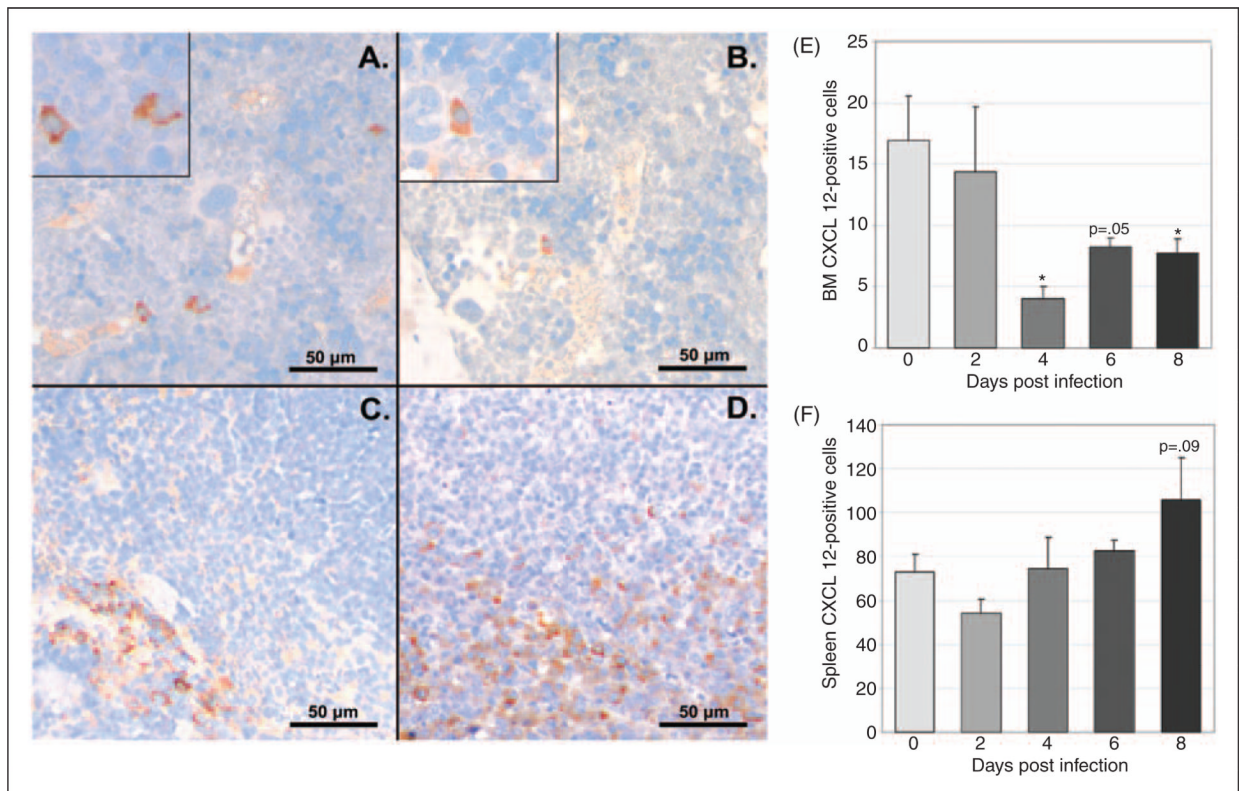 A.
B.
50 µm
50 µm
C.
D.
50 µm
50 µm
(E)
BM CXCL 12-positive cells
25
20
15
10
5
0
p=.05
*
*
0 2 4 6 8
Days post infection
(F)
Spleen CXCL 12-positive cells
140
120
100
80
60
40
20
0
p=.09
0 2 4 6 8
Days post infection